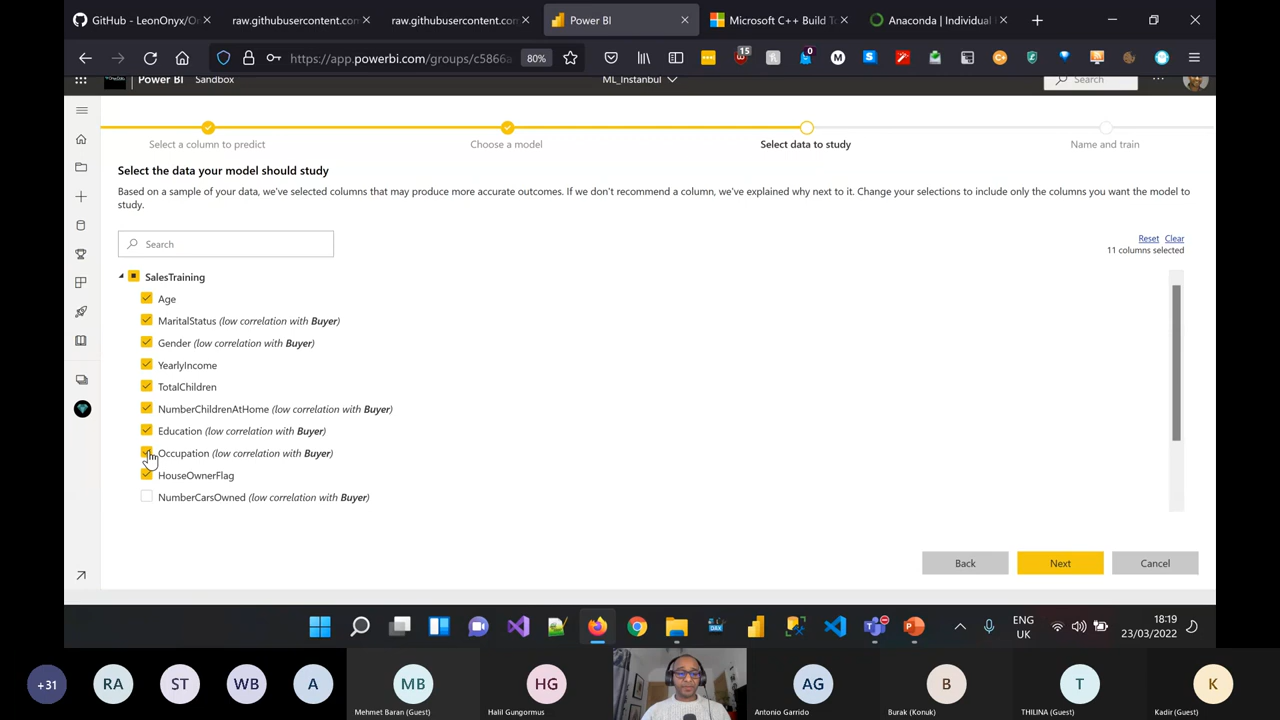 GitHub - LeonOnyx/O
raw.githubusercontent.com
raw.githubusercontent.com
Power BI
Microsoft C++ Build T
Anaconda | Individual
https://app.powerbi.com/groups/c5866a
80%
15
0
Power BI
Sandbox
ML_Instanbul
Search
Select a column to predict
Choose a model
Select data to study
Name and train
Select the data your model should study
Based on a sample of your data, we've selected columns that may produce more accurate outcomes. If we don't recommend a column, we've explained why next to it. Change your selections to include only the columns you want the model to
study.
Search
Reset Clear
11 columns selected
SalesTraining
Age
MaritalStatus (low correlation with Buyer)
Gender (low correlation with Buyer)
YearlyIncome
TotalChildren
NumberChildrenAtHome (low correlation with Buyer)
Education (low correlation with Buyer)
Occupation (low correlation with Buyer)
HouseOwnerFlag
NumberCarsOwned (low correlation with Buyer)
Back
Next
Cancel
DAX
ENG
UK
18:19
23/03/2022
+31
RA
ST
WB
A
MB
HG
AG
B
T
K
Mehmet Baran (Guest)
Halil Gungormus
Antonio Garrido
Burak (Konuk)
THILINA (Guest)
Kadir (Guest)